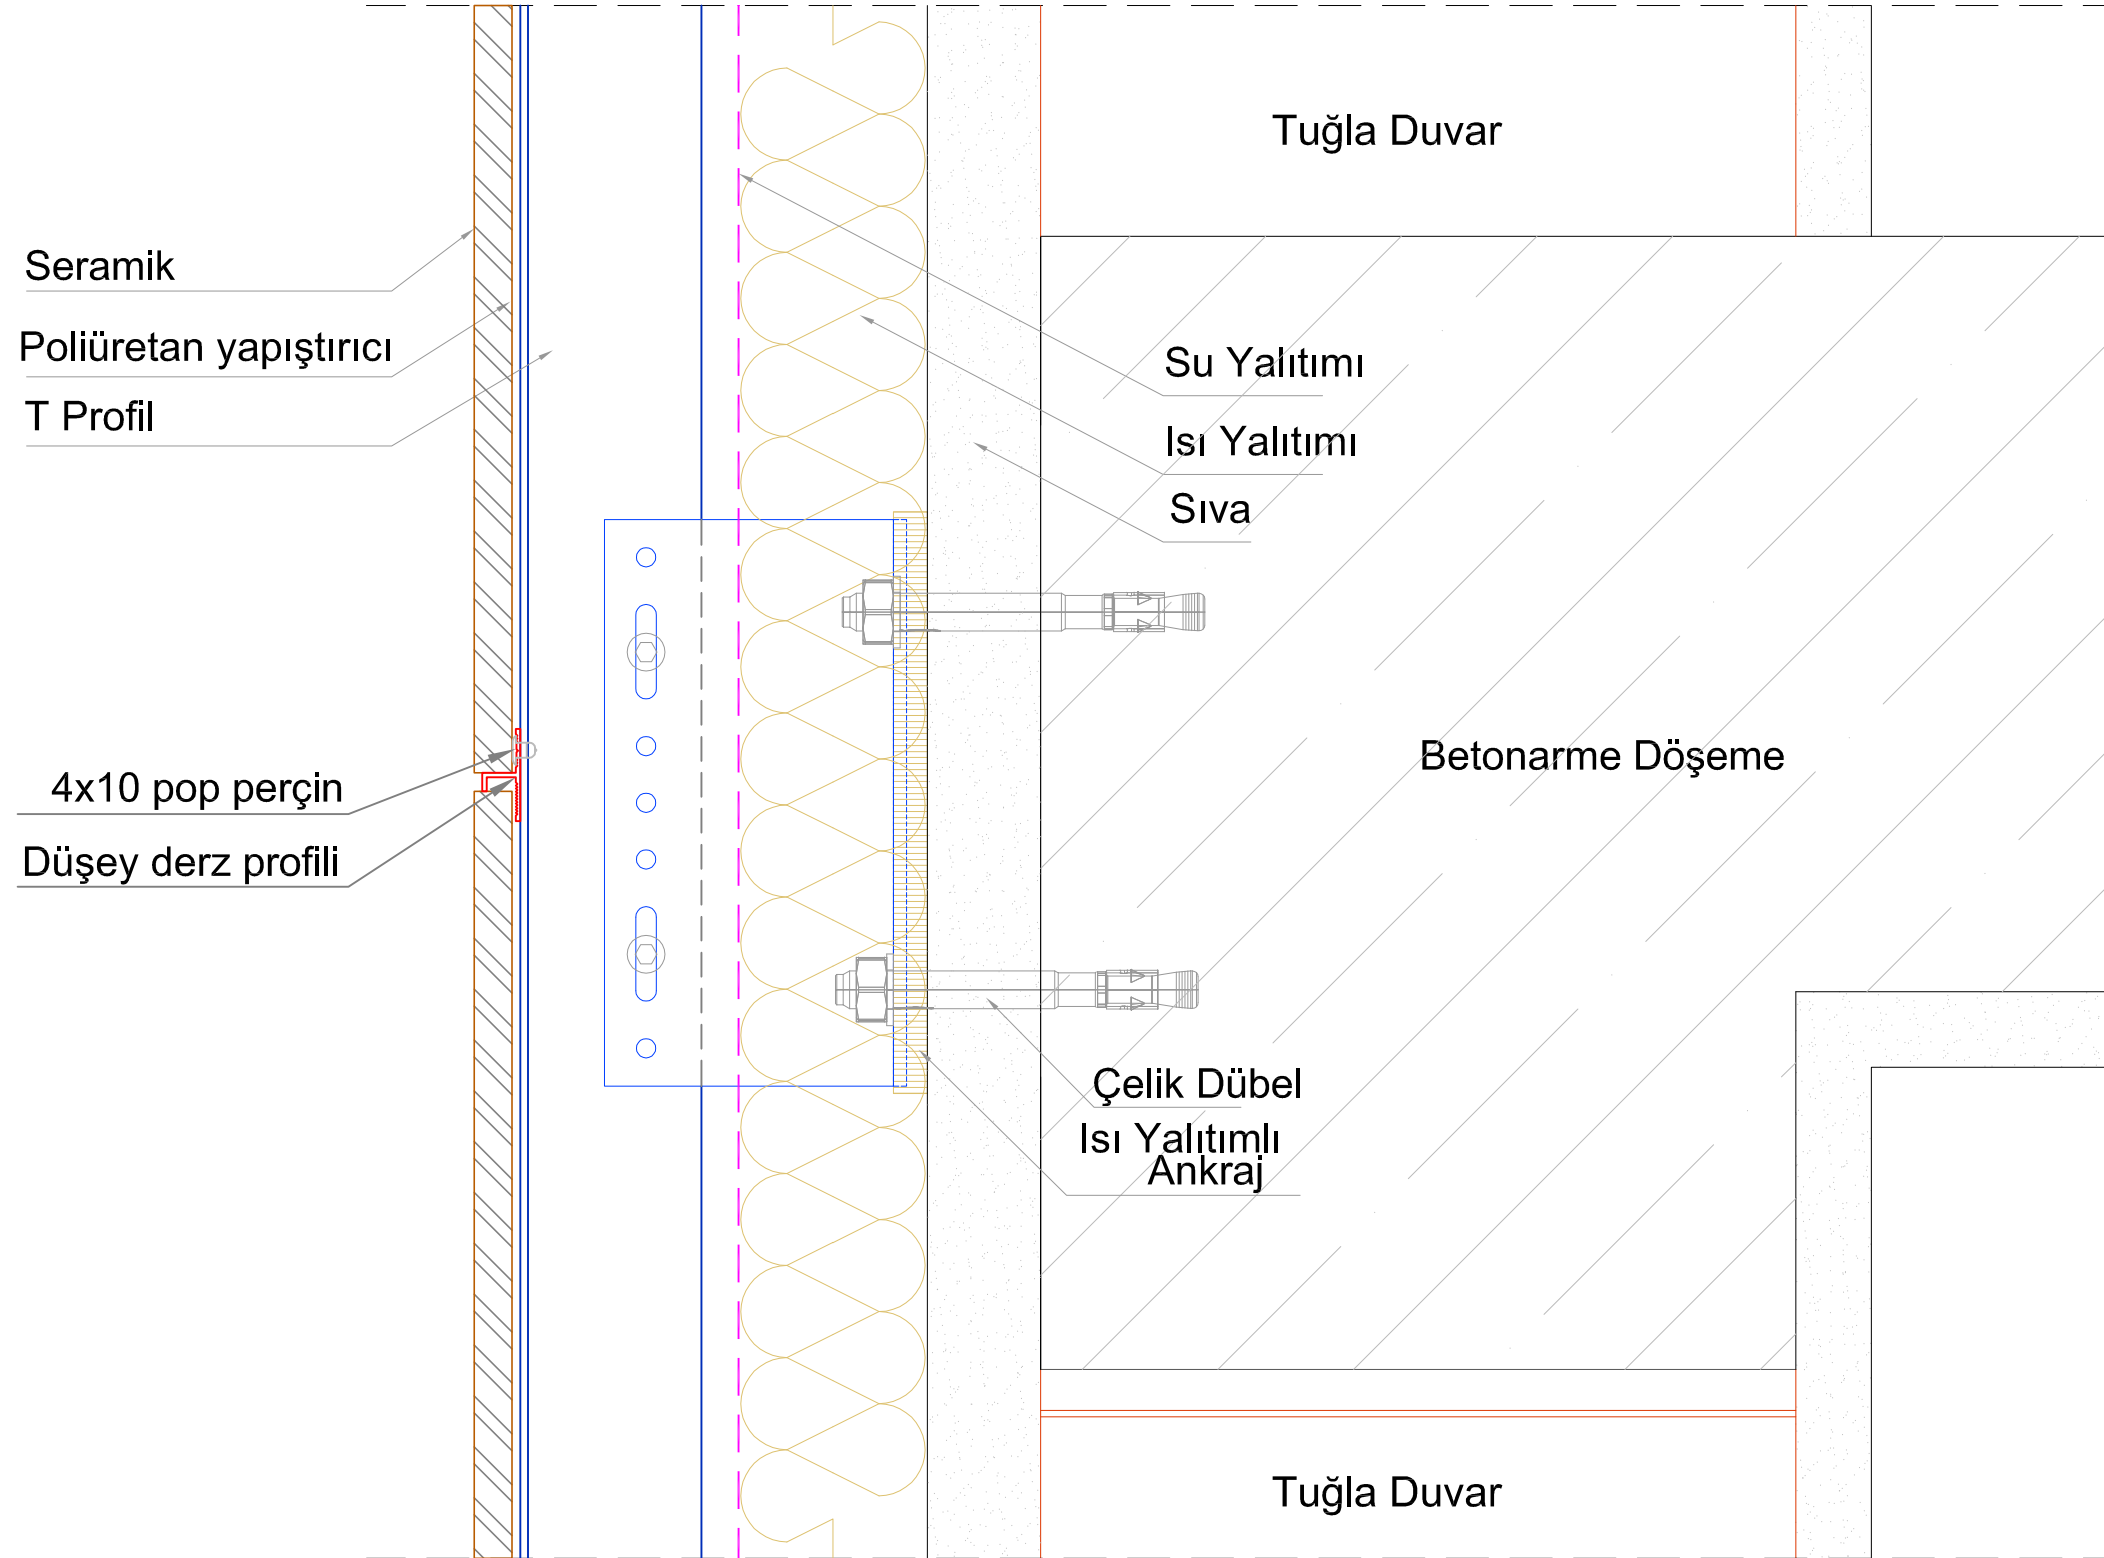 Tuğla Duvar
Seramik
Poliüretan yapıştırıcı
T Profil
Su Yalıtımı
Isı Yalıtımı
Sıva
Betonarme Döşeme
4x10 pop perçin
Düşey derz profili
Çelik Dübel
Isı Yalıtımlı
Ankraj
Tuğla Duvar